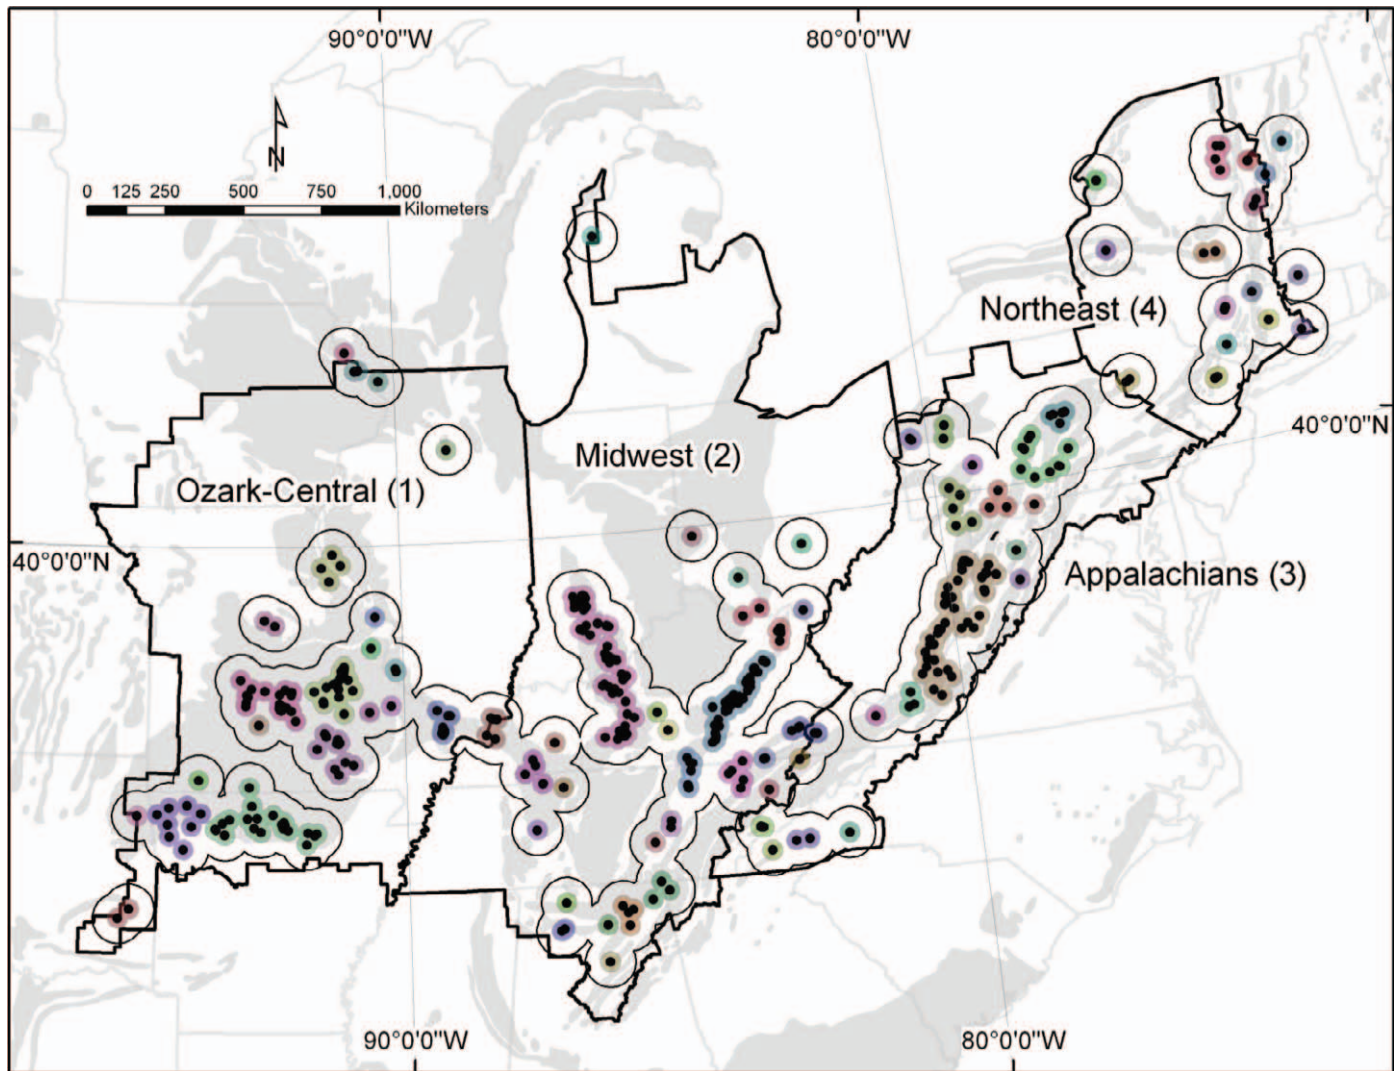 90°0'0"W
80°0'0"W
N
0 125 250 500 750 1,000
Kilometers
Northeast (4)
40°0'0"N
Midwest (2)
Ozark-Central (1)
40°0'0"N
Appalachians (3)
90°0'0"W
80°0'0"W